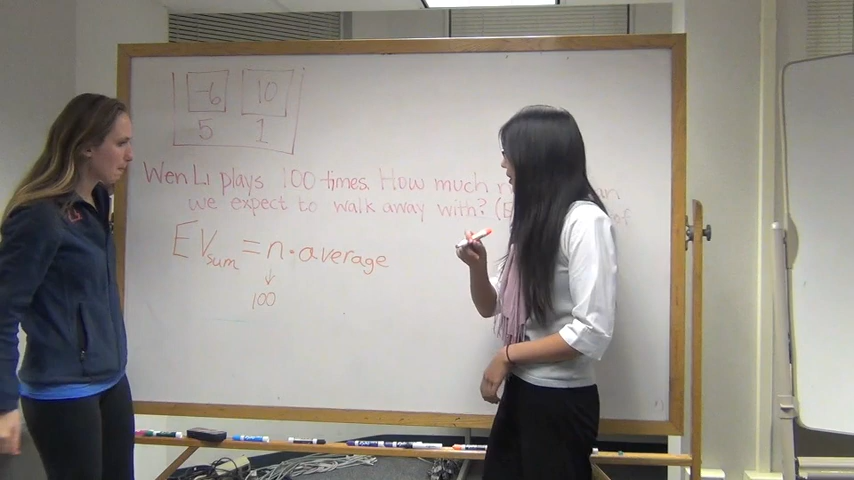 -6 10
5 1
Wen Li plays 100 times. How much
we expect to walk away with? (E of
EVsum = n · average
↓
100